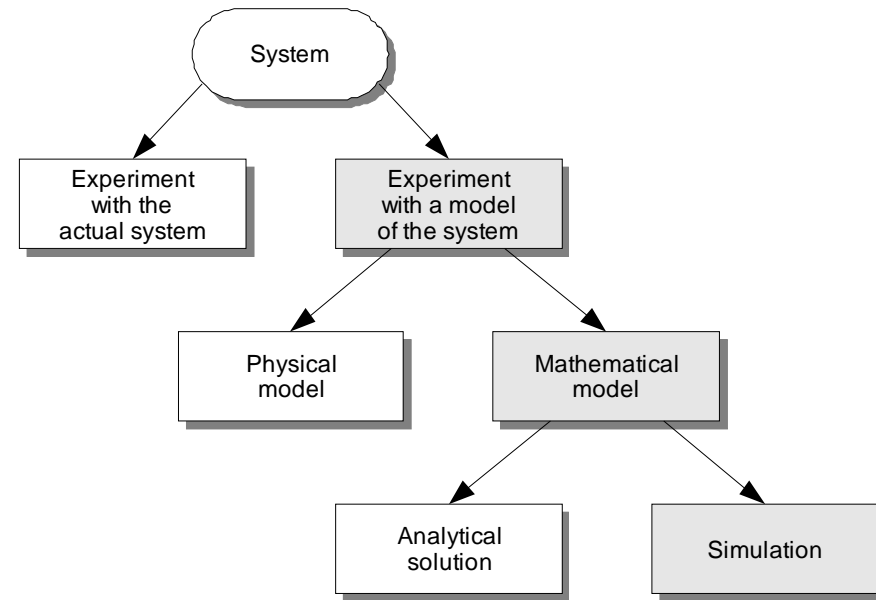 System
Experiment
with the
actual system
Experiment
with a model
of the system
Physical
model
Mathematical
model
Analytical
solution
Simulation